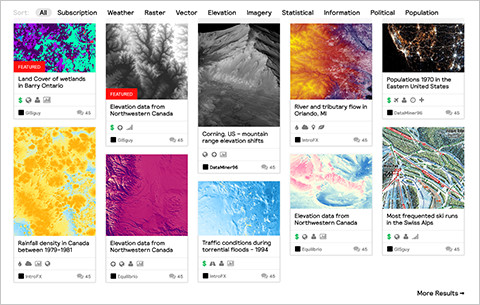 Sort: All Subscription Weather Raster Vector Elevation Imagery Statistical Information Political Population
FEATURED
Land Cover of wetlands
in Barry Ontario
GISguy 45
FEATURED
Elevation data from
Northwestern Canada
GISguy 45
Corning, US - mountain
range elevation shifts
DataMiner96 45
River and tributary flow in
Orlando, MI
IntroFX 45
Populations 1970 in the
Eastern United States
DataMiner96 45
Rainfall density in Canada
between 1979-1981
IntroFX 45
Elevation data from
Northwestern Canada
Equilibrio 45
Traffic conditions during
torrential floods - 1994
IntroFX 45
Elevation data from
Northwestern Canada
Equilibrio 45
Most frequented ski runs
in the Swiss Alps
GISguy 45
More Results →